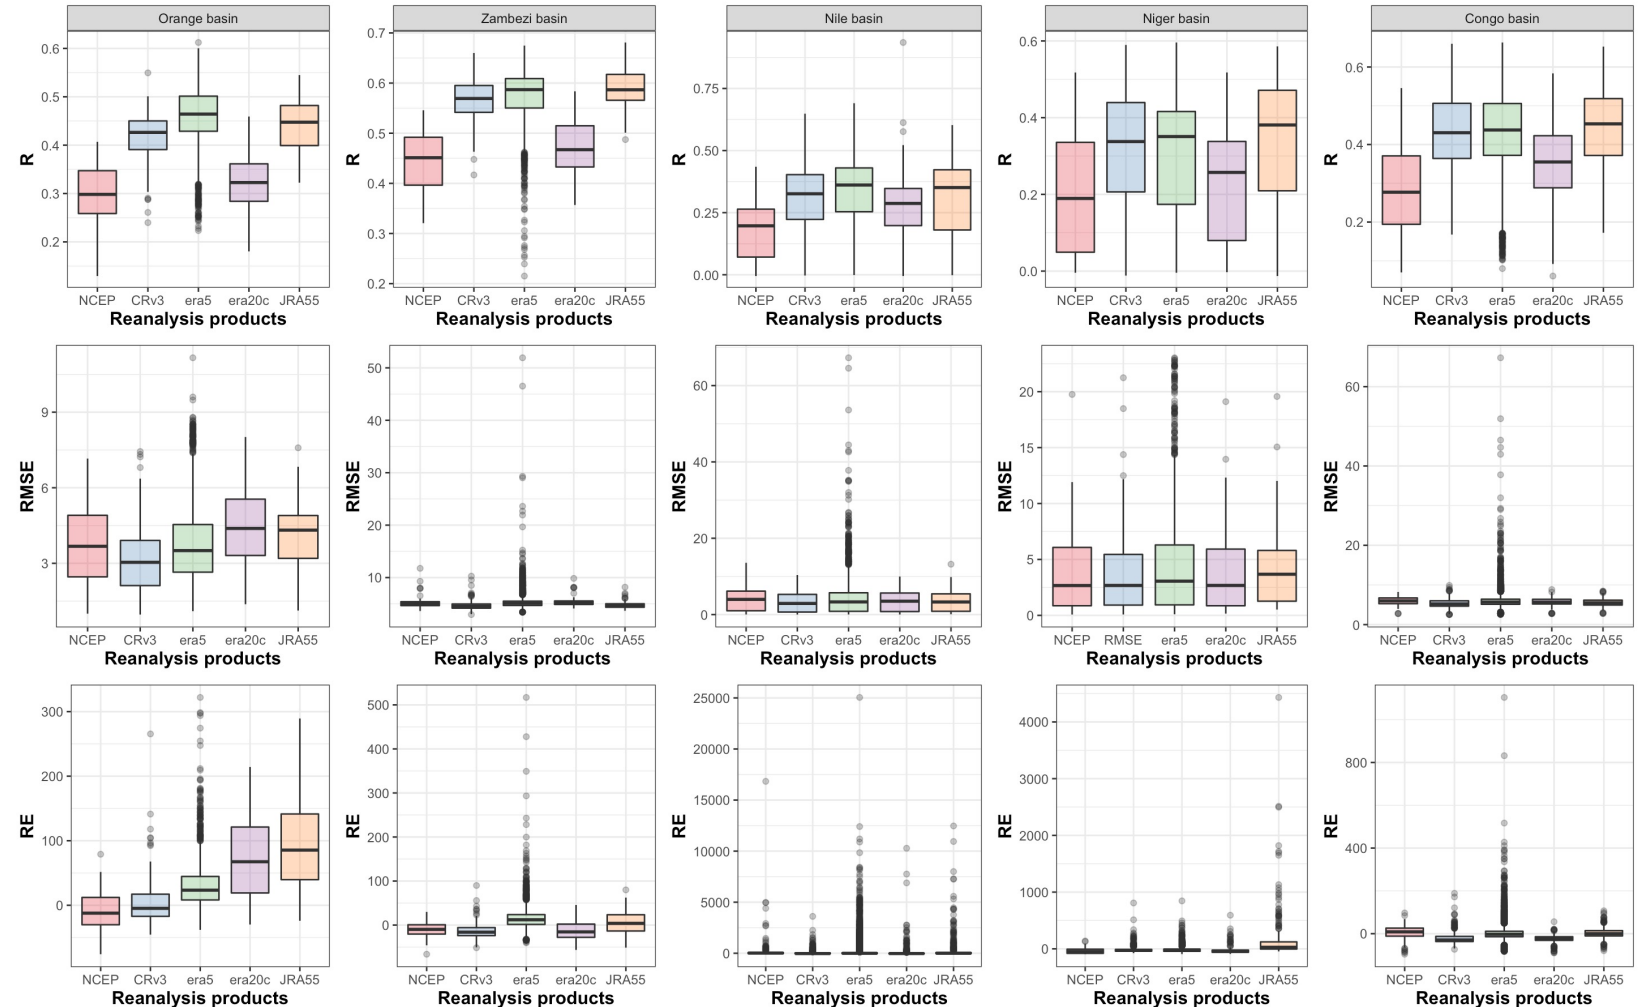 Orange basin
Zambezi basin
Nile basin
Niger basin
Congo basin
R
0.6
0.5
0.4
0.3
0.2
NCEP CRv3 era5 era20c JRA55
Reanalysis products
R
0.7
0.6
0.5
0.4
0.3
0.2
NCEP CRv3 era5 era20c JRA55
Reanalysis products
R
0.75
0.50
0.25
0.00
NCEP CRv3 era5 era20c JRA55
Reanalysis products
R
0.6
0.4
0.2
0.0
NCEP CRv3 era5 era20c JRA55
Reanalysis products
R
0.6
0.4
0.2
NCEP CRv3 era5 era20c JRA55
Reanalysis products
RMSE
9
6
3
NCEP CRv3 era5 era20c JRA55
Reanalysis products
RMSE
50
40
30
20
10
NCEP CRv3 era5 era20c JRA55
Reanalysis products
RMSE
60
40
20
0
NCEP CRv3 era5 era20c JRA55
Reanalysis products
RMSE
20
15
10
5
0
NCEP RMSE era5 era20c JRA55
Reanalysis products
RMSE
60
40
20
0
NCEP CRv3 era5 era20c JRA55
Reanalysis products
RE
300
200
100
0
NCEP CRv3 era5 era20c JRA55
Reanalysis products
RE
500
400
300
200
100
0
NCEP CRv3 era5 era20c JRA55
Reanalysis products
RE
25000
20000
15000
10000
5000
0
NCEP CRv3 era5 era20c JRA55
Reanalysis products
RE
4000
3000
2000
1000
0
NCEP CRv3 era5 era20c JRA55
Reanalysis products
RE
800
400
0
NCEP CRv3 era5 era20c JRA55
Reanalysis products